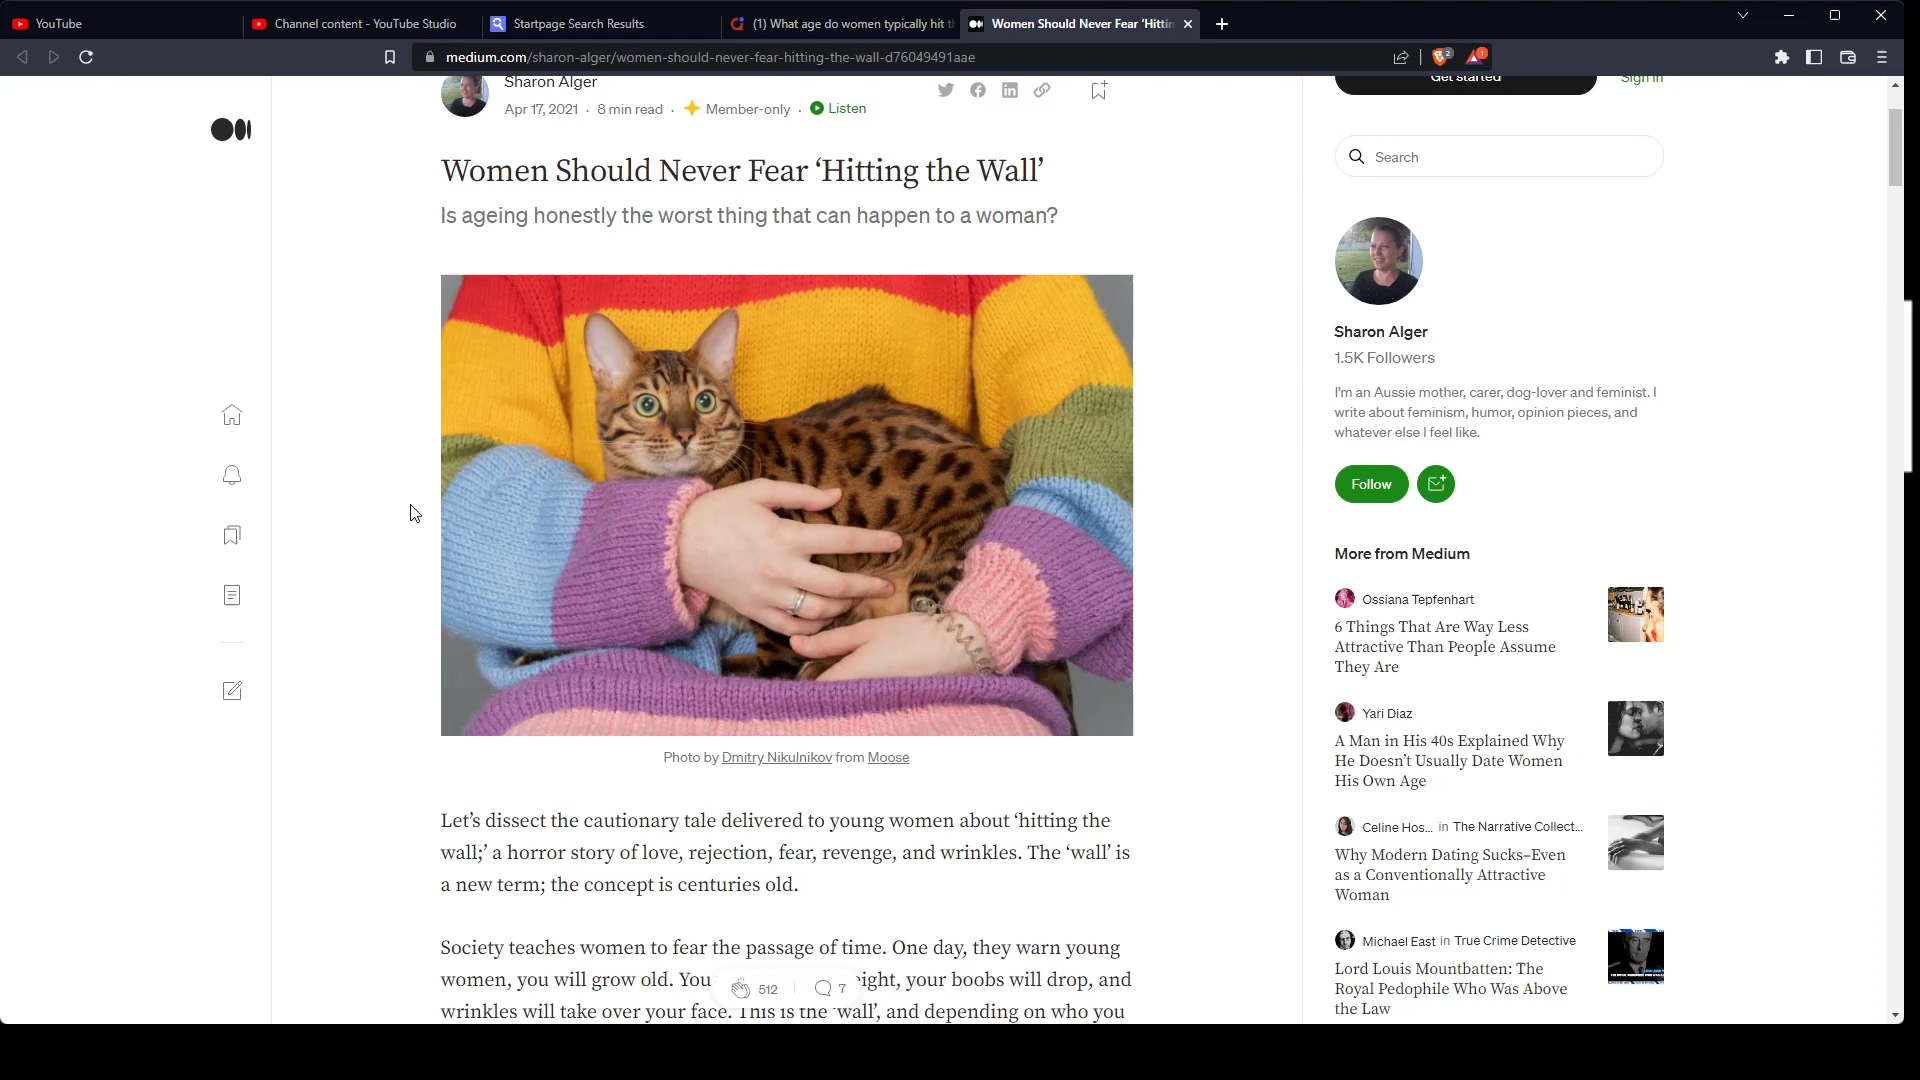 YouTube
Channel content - YouTube Studio
Startpage Search Results
(1) What age do women typically hit
Women Should Never Fear 'Hittin
medium.com/sharon-alger/women-should-never-fear-hitting-the-wall-d76049491aae
2
1
Sharon Alger
Apr 17, 2021 · 8 min read · Member-only · Listen
Women Should Never Fear ‘Hitting the Wall’
Is ageing honestly the worst thing that can happen to a woman?
Photo by Dmitry Nikulnikov from Moose
Let’s dissect the cautionary tale delivered to young women about ‘hitting the
wall;’ a horror story of love, rejection, fear, revenge, and wrinkles. The ‘wall’ is
a new term; the concept is centuries old.
Society teaches women to fear the passage of time. One day, they warn young
women, you will grow old. You eight, your boobs will drop, and
wrinkles will take over your face. This is the ‘wall’, and depending on who you
512
7
Get started
Sign In
Search
Sharon Alger
1.5K Followers
I'm an Aussie mother, carer, dog-lover and feminist. I
write about feminism, humor, opinion pieces, and
whatever else I feel like.
Follow
More from Medium
Ossiana Tepfenhart
6 Things That Are Way Less
Attractive Than People Assume
They Are
Yari Diaz
A Man in His 40s Explained Why
He Doesn’t Usually Date Women
His Own Age
Celine Hos... in The Narrative Collect...
Why Modern Dating Sucks–Even
as a Conventionally Attractive
Woman
Michael East in True Crime Detective
Lord Louis Mountbatten: The
Royal Pedophile Who Was Above
the Law